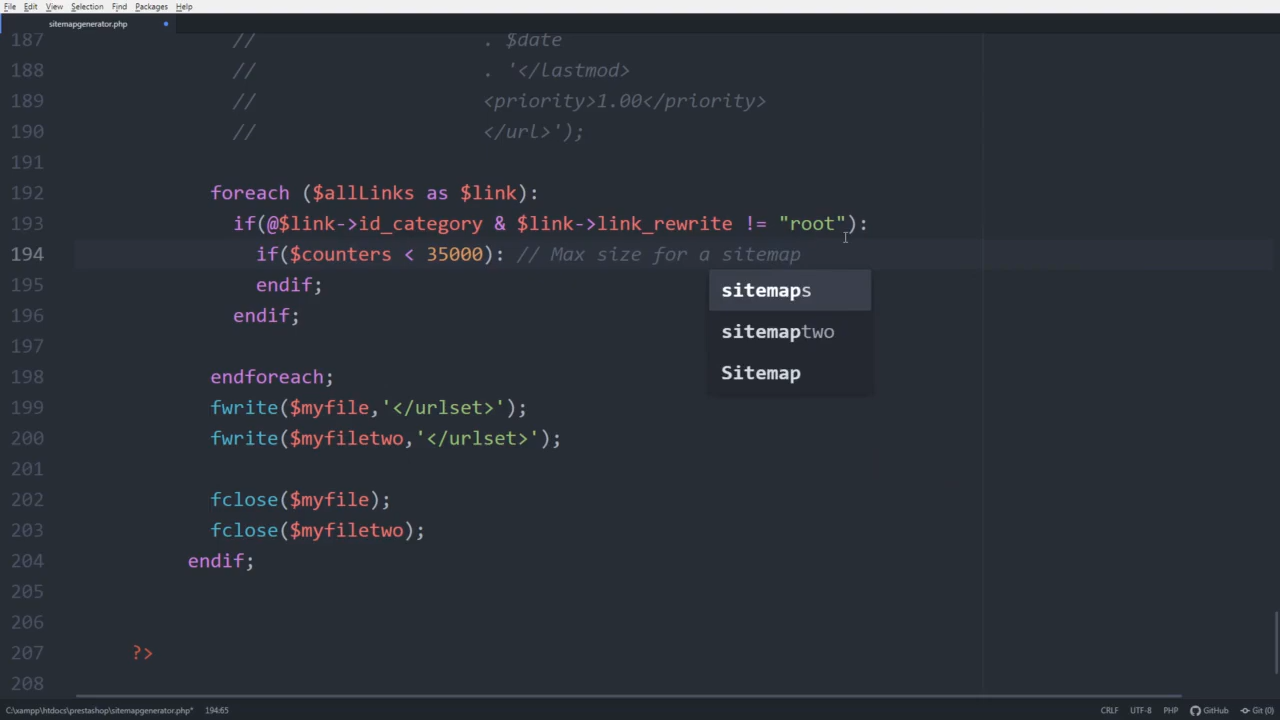 File Edit View Selection Find Packages Help
sitemapgenerator.php
187 // . $date
188 // . '</lastmod>
189 // <priority>1.00</priority>
190 // </url>');
191
192 foreach ($allLinks as $link):
193 if(@$link->id_category & $link->link_rewrite != "root"):
194 if($counters < 35000): // Max size for a sitemap
195 endif;
sitemaps
196 endif;
sitemaptwo
197
Sitemap
198 endforeach;
199 fwrite($myfile,'</urlset>');
200 fwrite($myfiletwo,'</urlset>');
201
202 fclose($myfile);
203 fclose($myfiletwo);
204 endif;
205
206
207 ?>
208
C:\xampp\htdocs\prestashop\sitemapgenerator.php* 194:65 CRLF UTF-8 PHP GitHub Git (0)